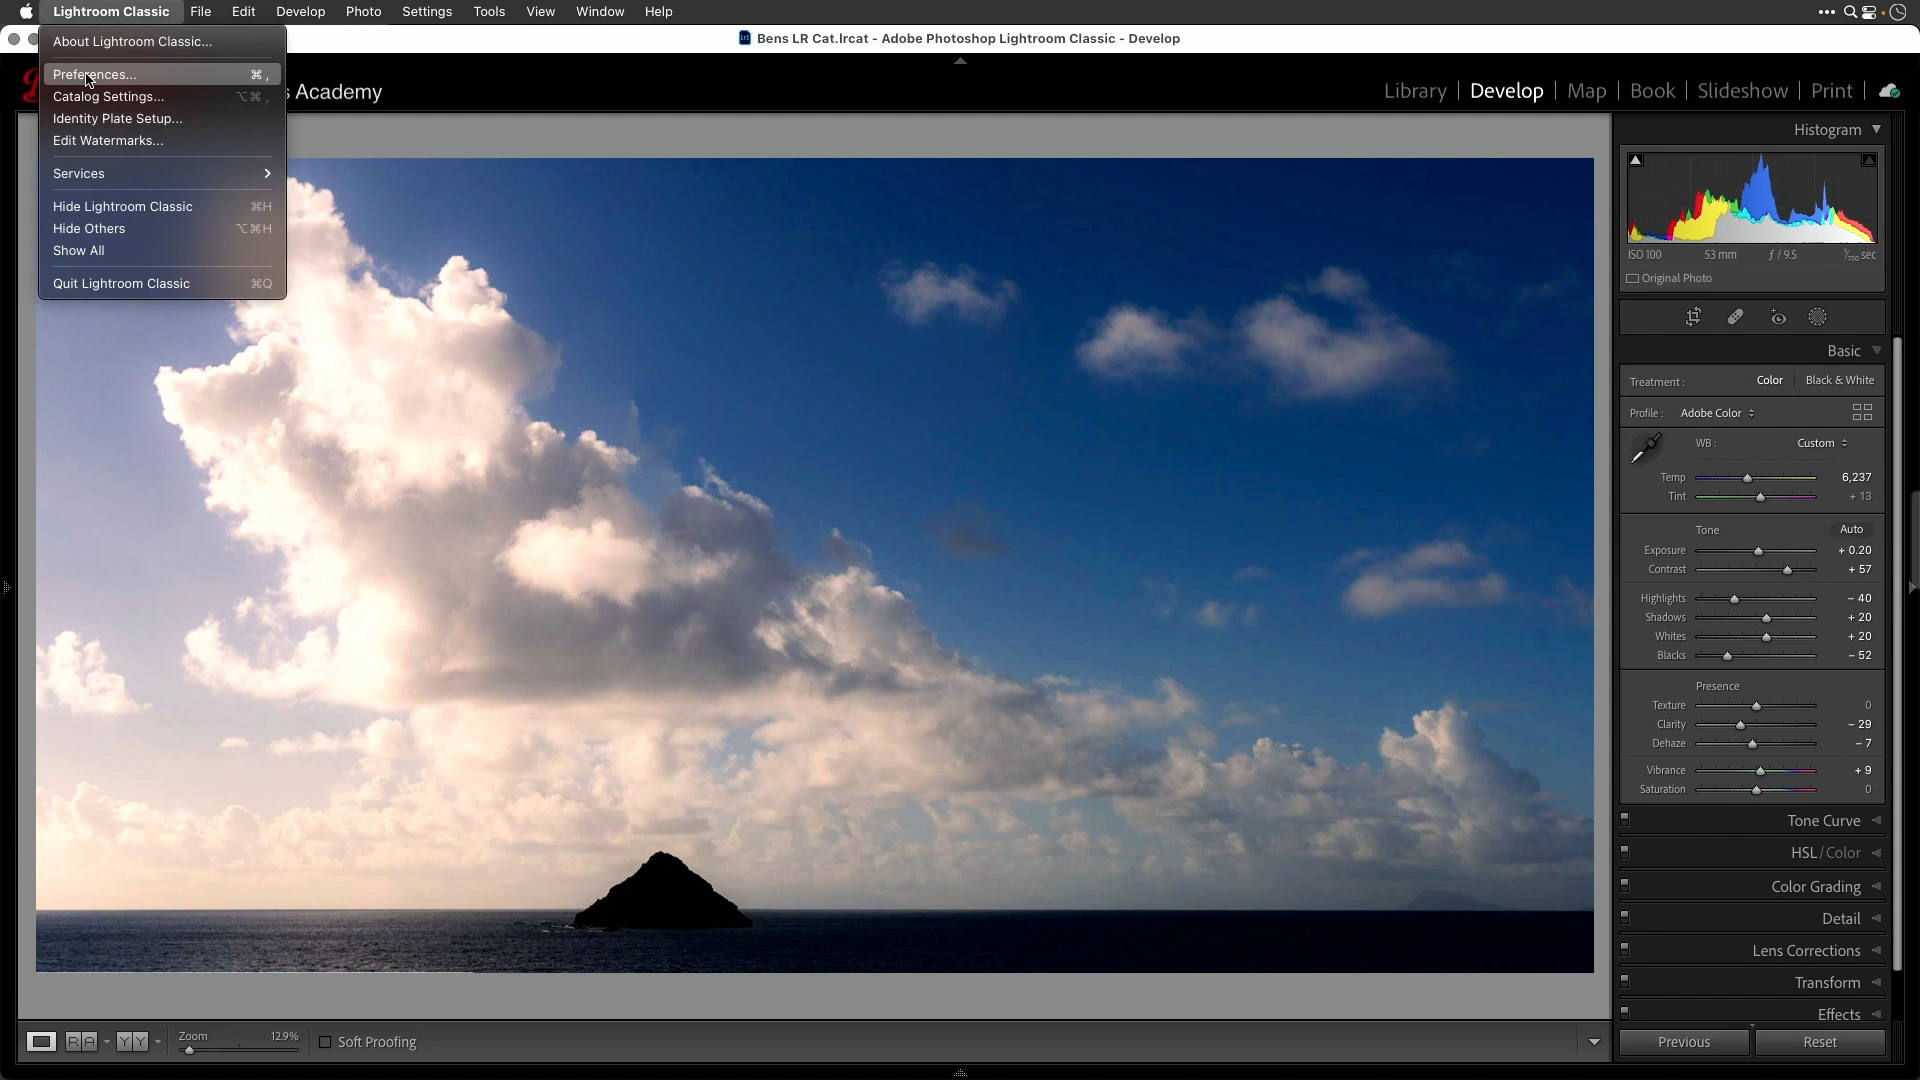 Lightroom Classic File Edit Develop Photo Settings Tools View Window Help
Bens LR Cat.lrcat - Adobe Photoshop Lightroom Classic - Develop
About Lightroom Classic...
Preferences... ⌘ ,
Catalog Settings... ⌥⌘ ,
Identity Plate Setup...
Edit Watermarks...
Services
Hide Lightroom Classic ⌘H
Hide Others ⌥⌘H
Show All
Quit Lightroom Classic ⌘Q
s Academy
Library | Develop | Map | Book | Slideshow | Print |
Histogram
ISO 100 53 mm ƒ / 9.5 1/750 sec
Original Photo
Basic
Treatment : Color | Black & White
Profile : Adobe Color
WB : Custom
Temp 6,237
Tint + 13
Tone Auto
Exposure + 0.20
Contrast + 57
Highlights – 40
Shadows + 20
Whites + 20
Blacks – 52
Presence
Texture 0
Clarity – 29
Dehaze – 7
Vibrance + 9
Saturation 0
Tone Curve
HSL / Color
Color Grading
Detail
Lens Corrections
Transform
Effects
R A Y Y Zoom 12.9% Soft Proofing
Previous Reset